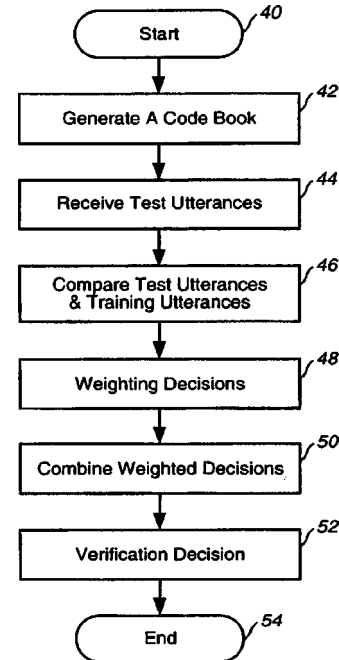 Start
40
42
Generate A Code Book
44
Receive Test Utterances
46
Compare Test Utterances
& Training Utterances
48
Weighting Decisions
50
Combine Weighted Decisions
52
Verification Decision
54
End